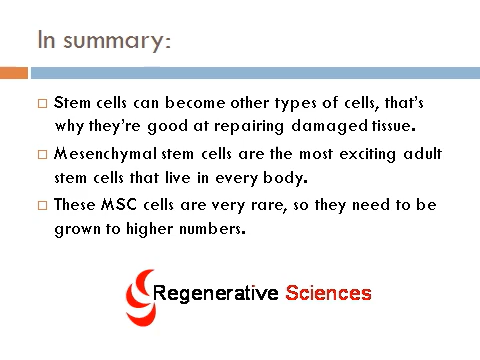 In summary:
Stem cells can become other types of cells, that's
why they're good at repairing damaged tissue.
Mesenchymal stem cells are the most exciting adult
stem cells that live in every body.
These MSC cells are very rare, so they need to be
grown to higher numbers.
Regenerative Sciences